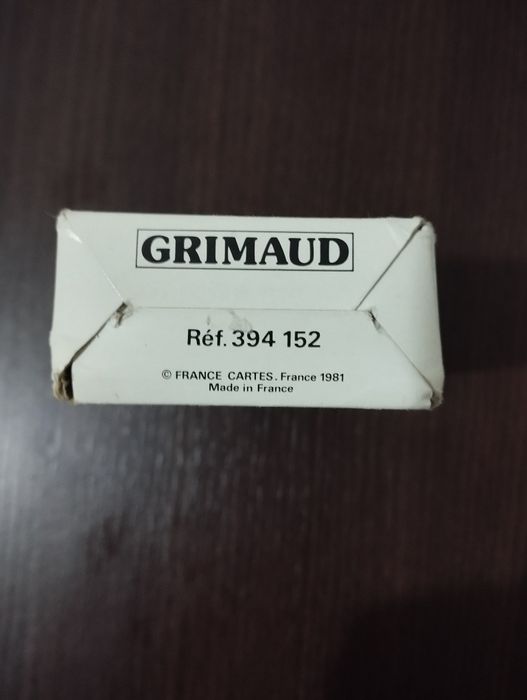 GRIMAUD
Réf. 394 152
© FRANCE CARTES. France 1981
Made in France